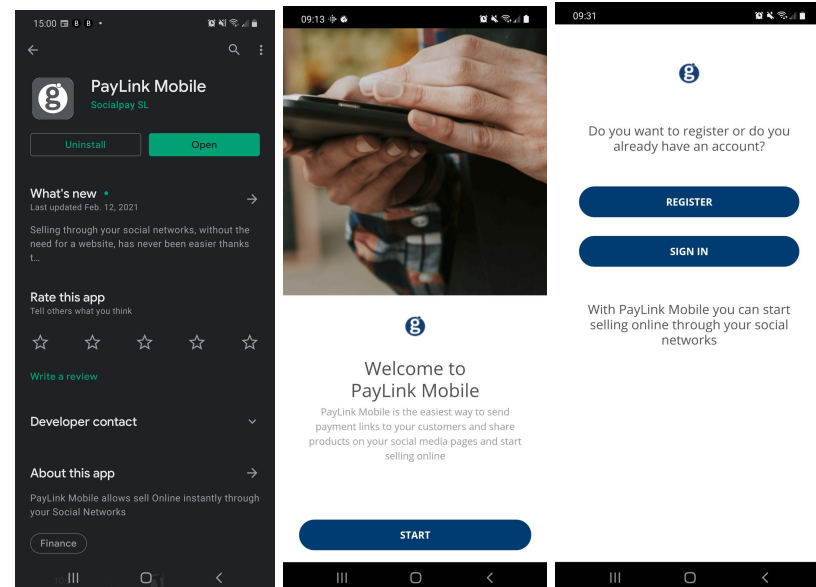 15:00 B B •
PayLink Mobile
Socialpay SL
Uninstall
Open
What's new •
Last updated Feb. 12, 2021
Selling through your social networks, without the
need for a website, has never been easier thanks
t...
Rate this app
Tell others what you think
Write a review
Developer contact
About this app
PayLink Mobile allows sell Online instantly through
your Social Networks
Finance
09:13
g
Welcome to
PayLink Mobile
PayLink Mobile is the easiest way to send
payment links to your customers and share
products on your social media pages and start
selling online
START
09:31
g
Do you want to register or do you
already have an account?
REGISTER
SIGN IN
With PayLink Mobile you can start
selling online through your social
networks